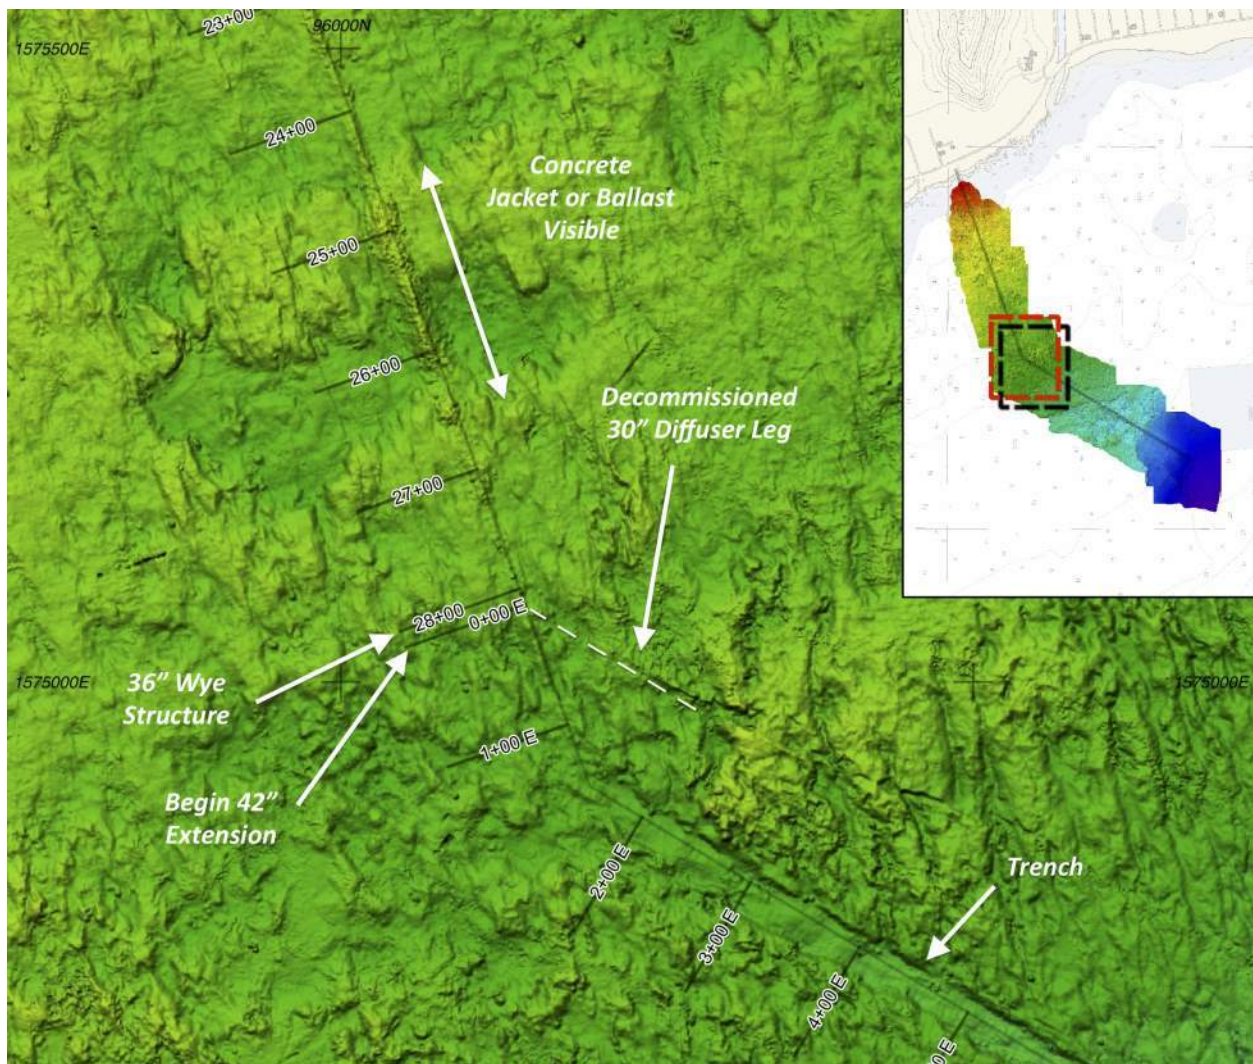 23+00
96000N
1575500E
24+00
Concrete
Jacket or Ballast
Visible
25+00
26+00
Decommissioned
30” Diffuser Leg
27+00
28+00
0+00 E
36” Wye
Structure
1575000E
1575000E
1+00 E
Begin 42”
Extension
2+00 E
3+00 E
Trench
4+00 E
0 E